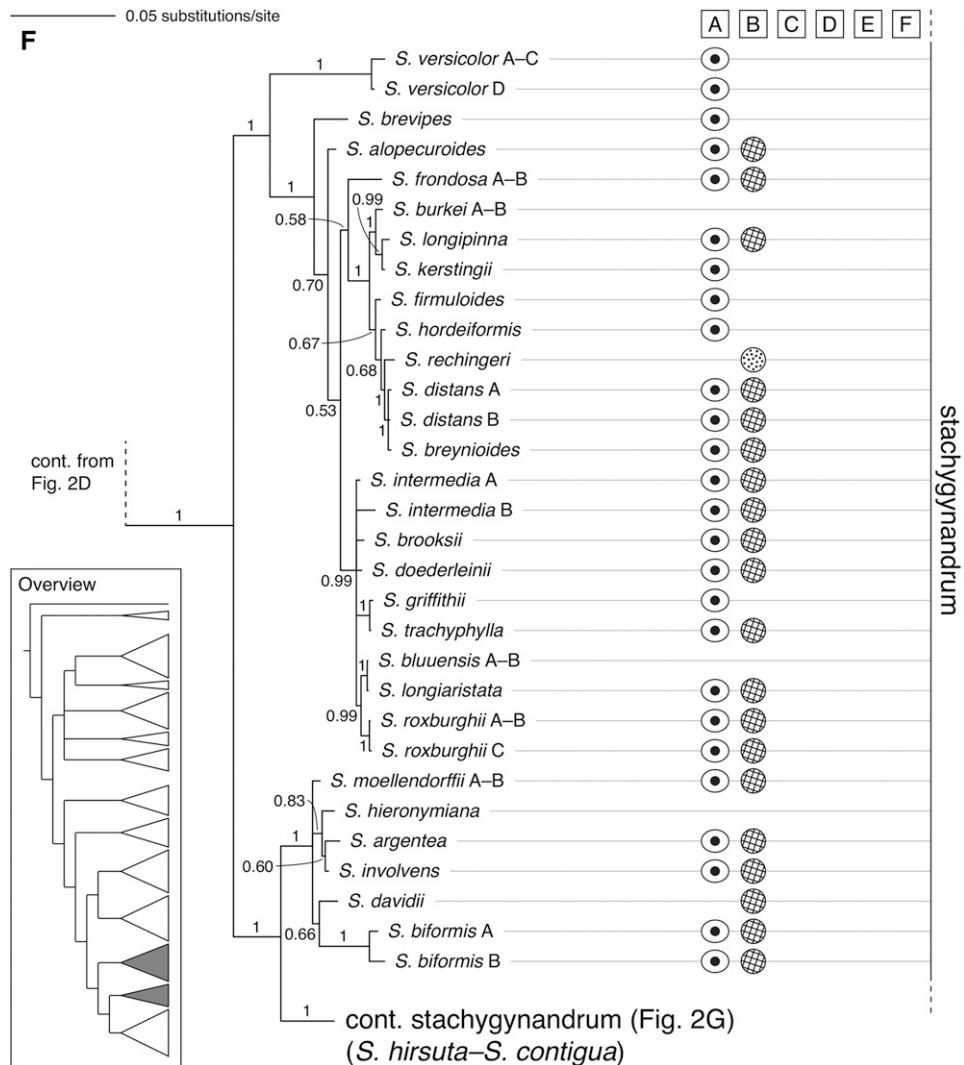 0.05 substitutions/site
F
A B C D E F
1
S. versicolor A–C
S. versicolor D
S. brevipes
1
S. alopecuroides
S. frondosa A–B
0.99
0.58
S. burkei A–B
1
S. longipinna
S. kerstingii
1
0.70
S. firmuloides
S. hordeiformis
0.67
S. rechingeri
0.68
S. distans A
1
0.53
S. distans B
1
S. breynioides
cont. from
Fig. 2D
S. intermedia A
S. intermedia B
1
S. brooksii
S. doederleinii
0.99
S. griffithii
1
S. trachyphylla
S. bluuensis A–B
1
S. longiaristata
0.99
S. roxburghii A–B
1
S. roxburghii C
S. moellendorffii A–B
0.83
S. hieronymiana
1
S. argentea
0.60
S. involvens
S. davidii
1
0.66
S. biformis A
1
S. biformis B
1
cont. stachygynandrum (Fig. 2G)
(S. hirsuta–S. contigua)
stachygynandrum
Overview